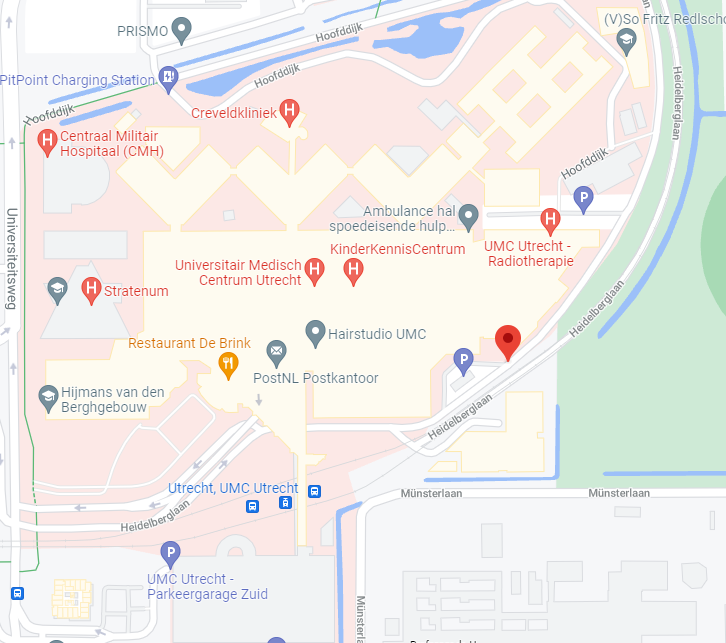 (V)So Fritz Redlscho
PRISMO
Hoofddijk
PitPoint Charging Station
Hoofddijk
Heidelberglaan
Hoofddijk
Creveldkliniek
Centraal Militair
Hospitaal (CMH)
Hoofddijk
P
Ambulance hal
spoedeisende hulp...
Universiteitsweg
KinderKennisCentrum
UMC Utrecht -
Radiotherapie
Universitair Medisch
Centrum Utrecht
Stratenum
Heidelberglaan
Hairstudio UMC
Restaurant De Brink
P
PostNL Postkantoor
Hijmans van den
Berghgebouw
Heidelberglaan
Utrecht, UMC Utrecht
Münsterlaan
Münsterlaan
Heidelberglaan
P
UMC Utrecht -
Parkeergarage Zuid
Münsterlaan